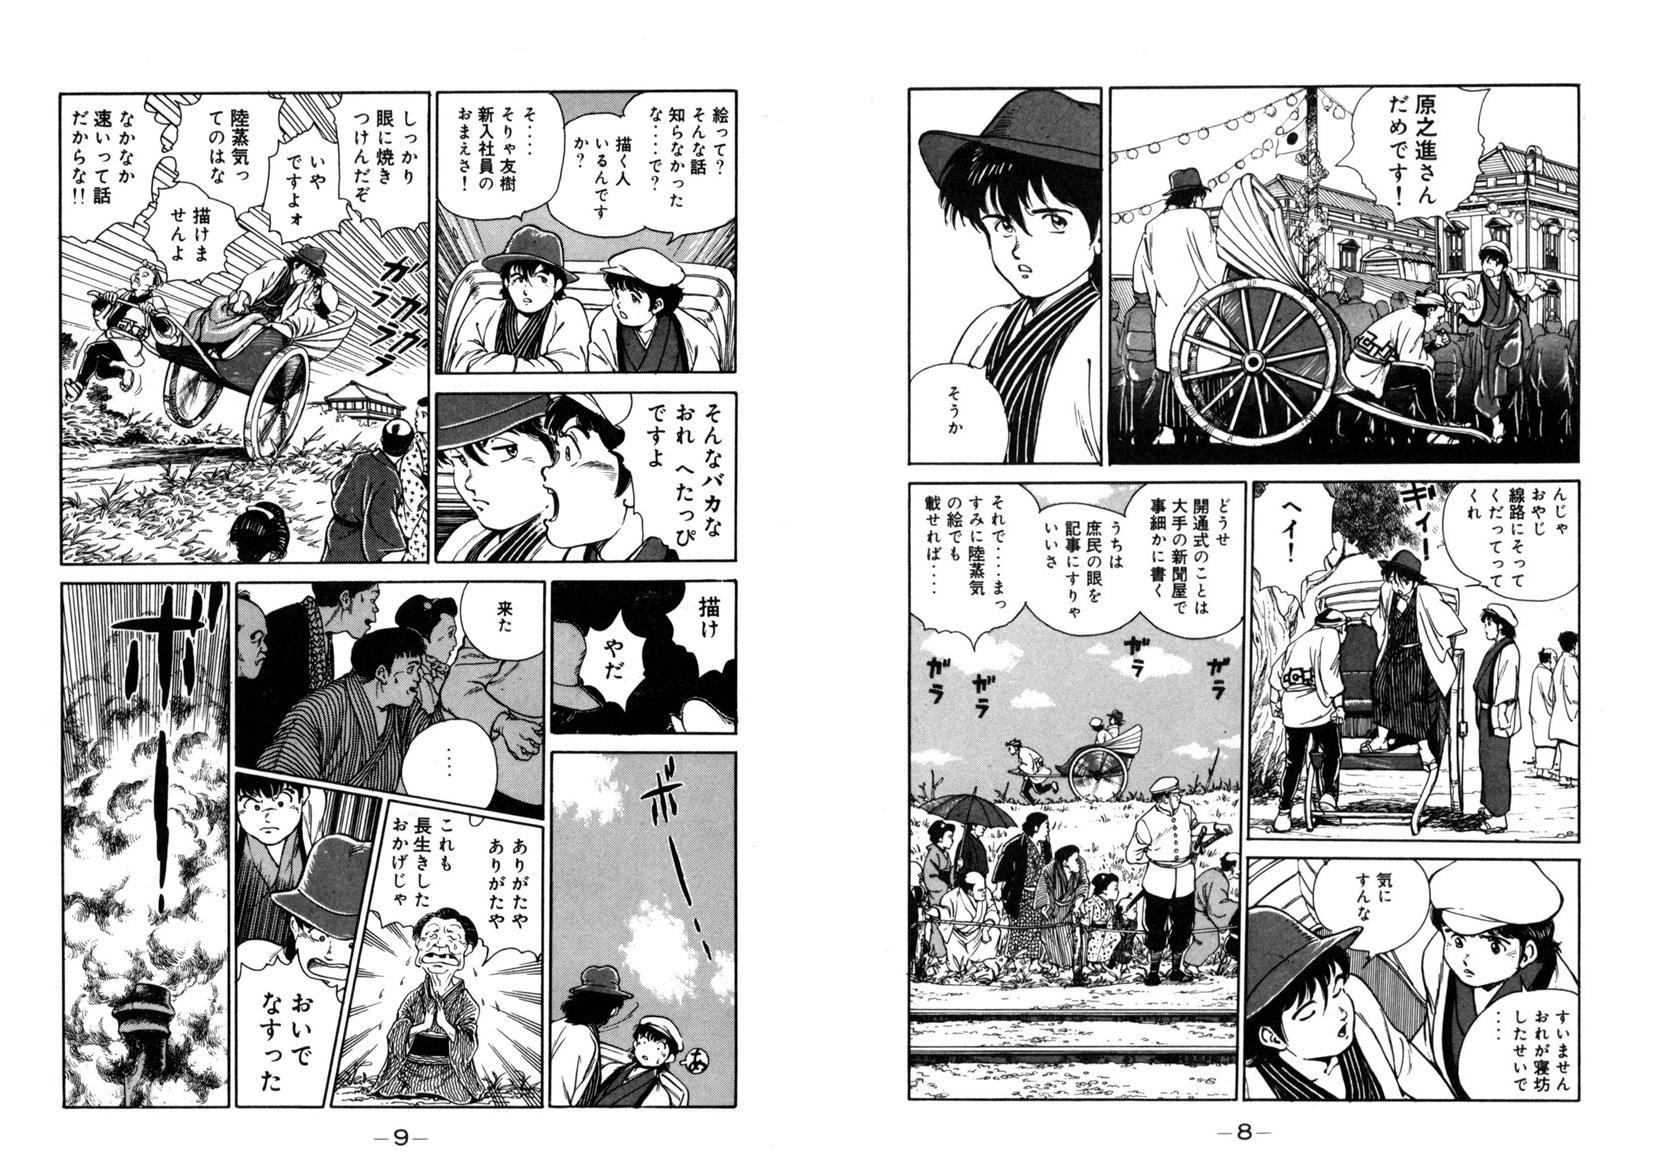 原之進さん
だめです！
そうか
んじゃ
おやじ
線路にそって
くだってって
くれ
ギィ！
ヘイ！
すいません
おれが寝坊
したせいで
‥‥
気に
すんな
どうせ
開通式のことは
大手の新聞屋で
事細かに書く
うちは
庶民の眼を
記事にすりゃ
いいさ
それで‥‥まっ
すみに陸蒸気
の絵でも
載せれば‥‥
ガラ
ガラ
ガラ
ガラ
－8－
絵って？
そんな話
知らなかった
な‥‥で？
描く人
いるんです
か？
そ‥‥
そりゃ友樹
新入社員の
おまえさ！
そんなバカな
おれ へたっぴ
ですよ
しっかり
眼に焼き
つけんだぞ
いや
ですよォ
陸蒸気っ
てのはな
描けま
せんよ
なかなか
速いって話
だからな!!
ガラガラガラ
描け
やだ
ボーーー
あ
来た
‥‥
ありがたや
ありがたや
これも
長生きした
おかげじゃ
おいで
なすった
ボーーー
－9－